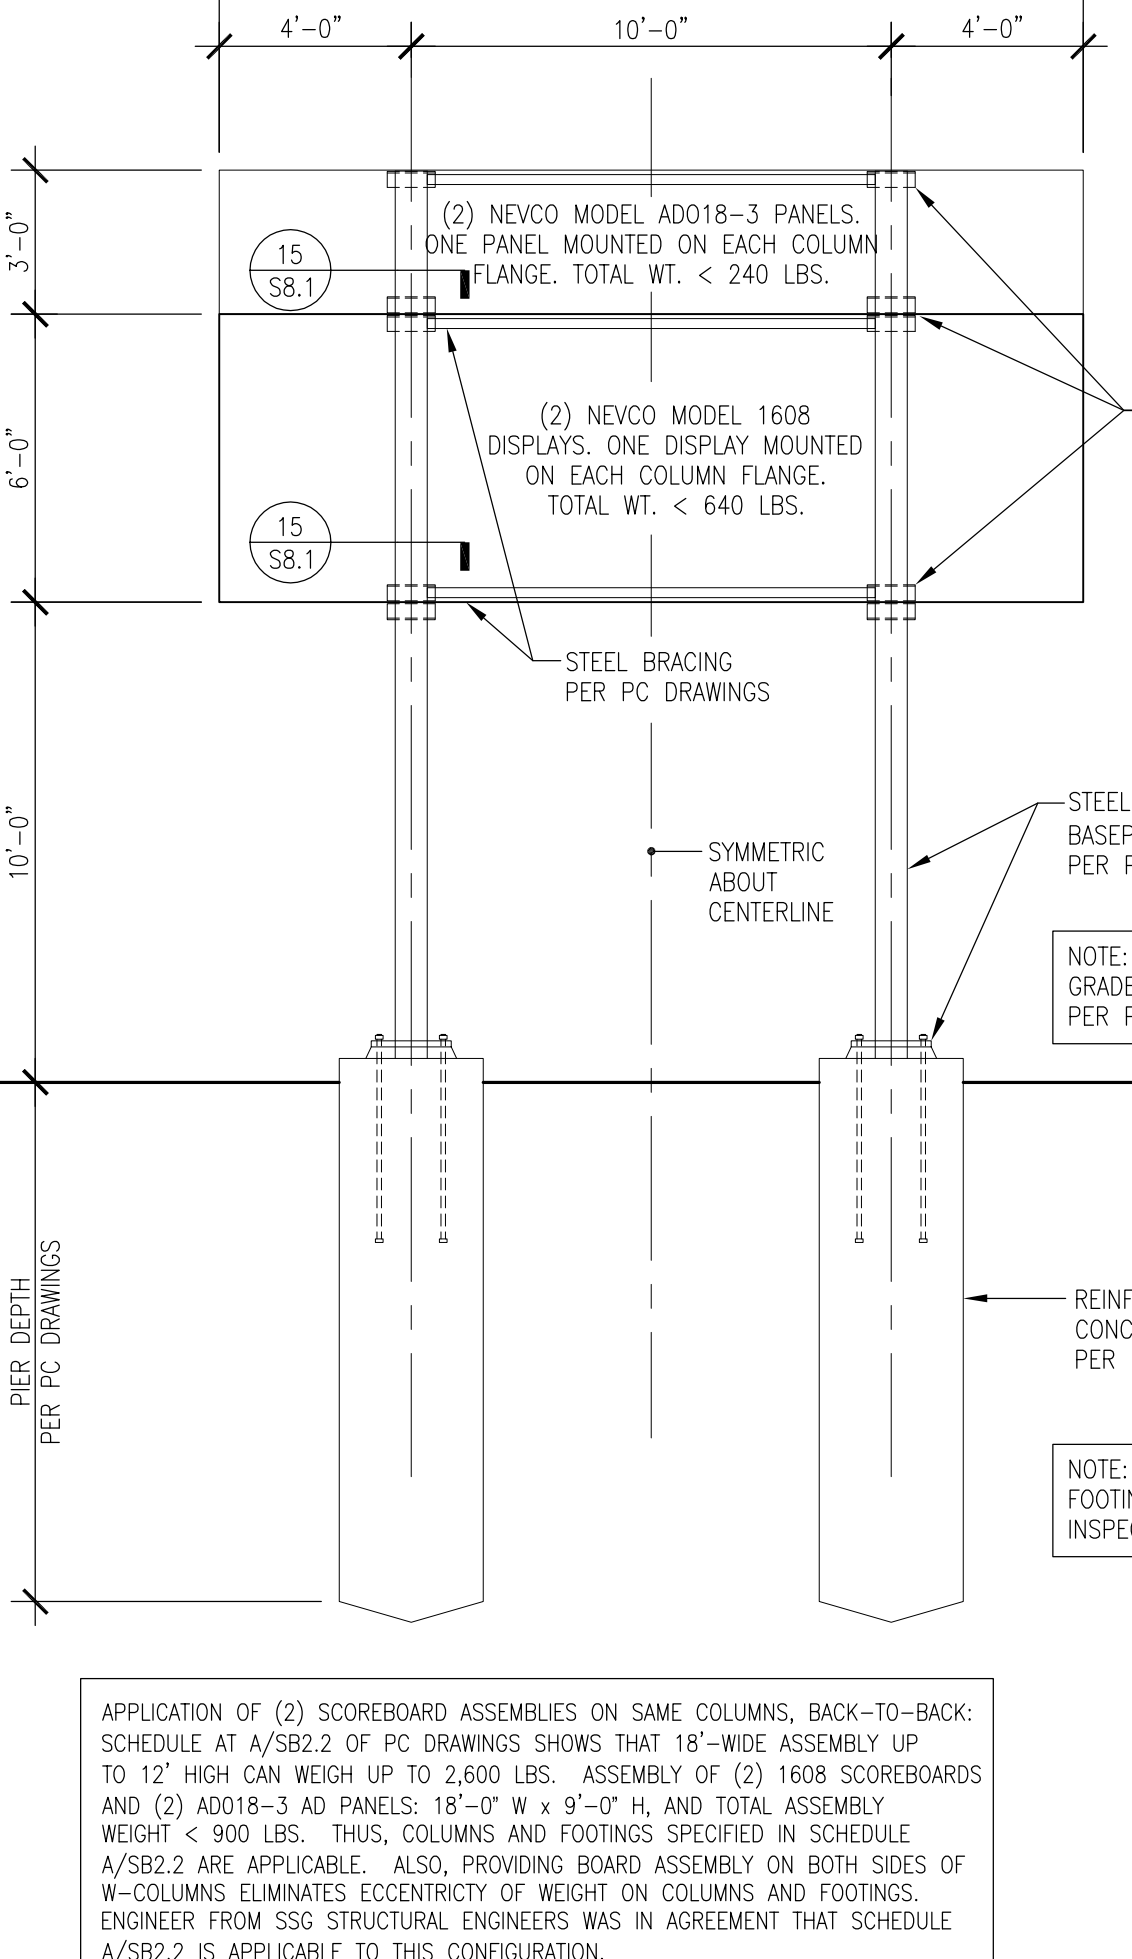 4'-0"
10'-0"
4'-0"
3'-0"
(2) NEVCO MODEL AD018-3 PANELS.
ONE PANEL MOUNTED ON EACH COLUMN
FLANGE. TOTAL WT. < 240 LBS.
15
S8.1
6'-0"
(2) NEVCO MODEL 1608
DISPLAYS. ONE DISPLAY MOUNTED
ON EACH COLUMN FLANGE.
TOTAL WT. < 640 LBS.
15
S8.1
STEEL BRACING
PER PC DRAWINGS
10'-0"
SYMMETRIC
ABOUT
CENTERLINE
STEEL
BASEP
PER P
NOTE:
GRADE
PER P
PIER DEPTH
PER PC DRAWINGS
REINF
CONC
PER
NOTE:
FOOTIN
INSPEC
APPLICATION OF (2) SCOREBOARD ASSEMBLIES ON SAME COLUMNS, BACK-TO-BACK:
SCHEDULE AT A/SB2.2 OF PC DRAWINGS SHOWS THAT 18'-WIDE ASSEMBLY UP
TO 12' HIGH CAN WEIGH UP TO 2,600 LBS. ASSEMBLY OF (2) 1608 SCOREBOARDS
AND (2) AD018-3 AD PANELS: 18'-0" W x 9'-0" H, AND TOTAL ASSEMBLY
WEIGHT < 900 LBS. THUS, COLUMNS AND FOOTINGS SPECIFIED IN SCHEDULE
A/SB2.2 ARE APPLICABLE. ALSO, PROVIDING BOARD ASSEMBLY ON BOTH SIDES OF
W-COLUMNS ELIMINATES ECCENTRICTY OF WEIGHT ON COLUMNS AND FOOTINGS.
ENGINEER FROM SSG STRUCTURAL ENGINEERS WAS IN AGREEMENT THAT SCHEDULE
A/SB2.2 IS APPLICABLE TO THIS CONFIGURATION.